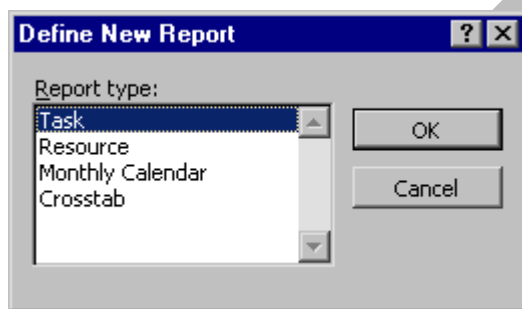 Define New Report
Report type:
Task
Resource
Monthly Calendar
Crosstab
OK
Cancel